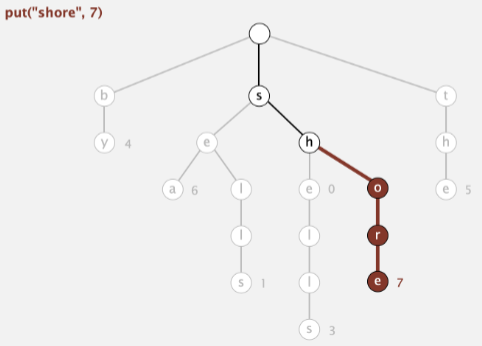 put("shore", 7)
b s t
y 4 e h h
a 6 l e 0 o e 5
l l r
s 1 l e 7
s 3